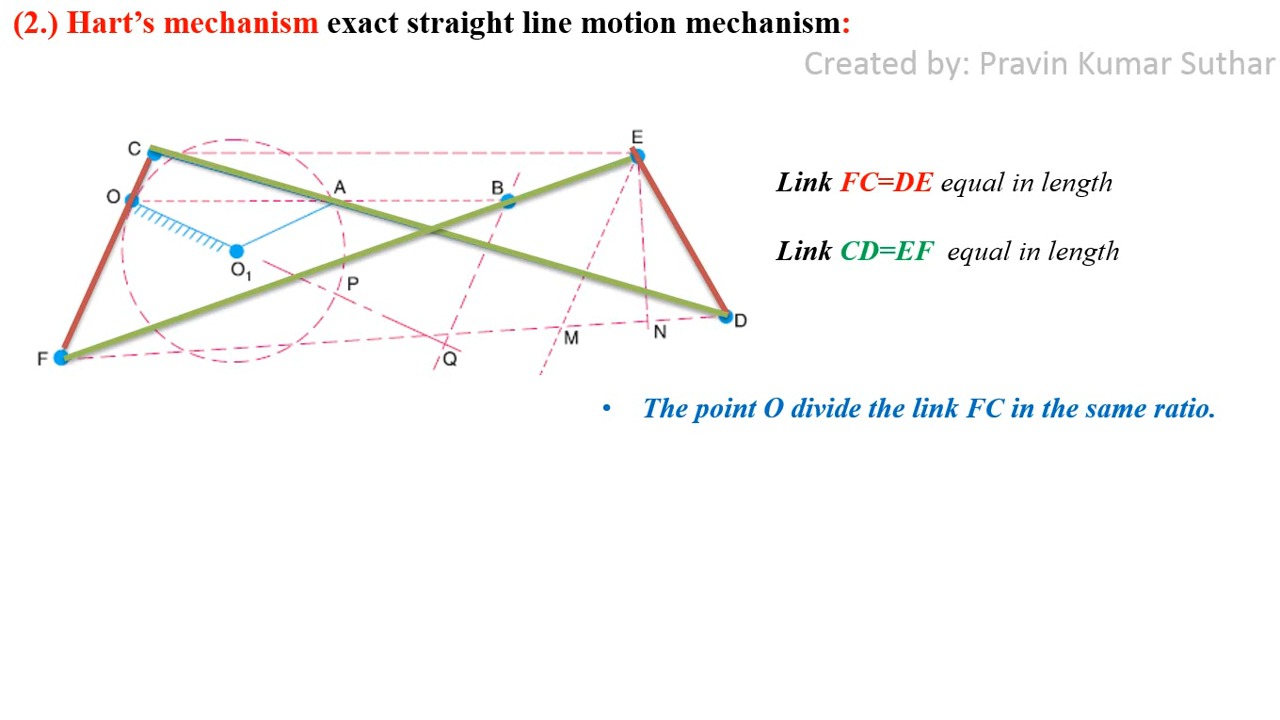 (2.) Hart’s mechanism exact straight line motion mechanism:
Created by: Pravin Kumar Suthar
C
E
O
A
B
Link FC=DE equal in length
Link CD=EF equal in length
O1
P
D
F
Q
M
N
• The point O divide the link FC in the same ratio.